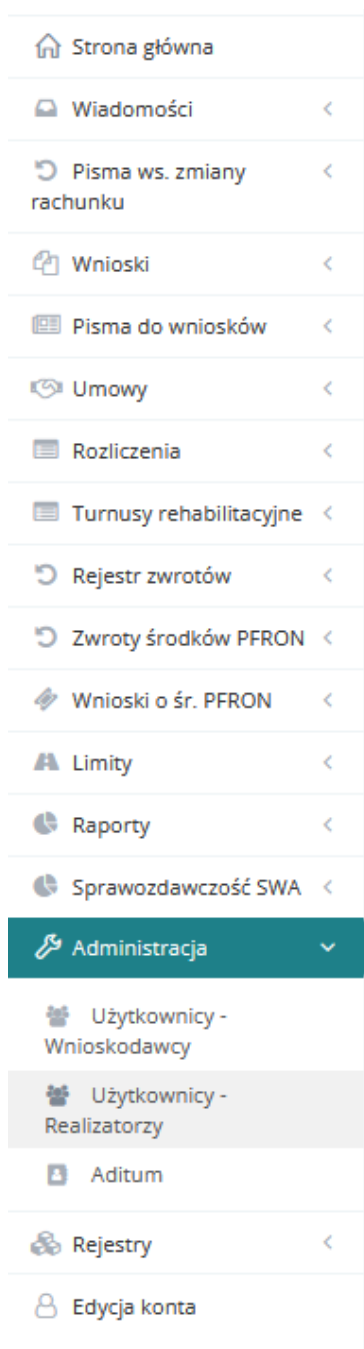 Strona główna
Wiadomości
Pisma ws. zmiany
rachunku
Wnioski
Pisma do wniosków
Umowy
Rozliczenia
Turnusy rehabilitacyjne
Rejestr zwrotów
Zwroty środków PFRON
Wnioski o śr. PFRON
Limity
Raporty
Sprawozdawczość SWA
Administracja
Użytkownicy -
Wnioskodawcy
Użytkownicy -
Realizatorzy
Aditum
Rejestry
Edycja konta